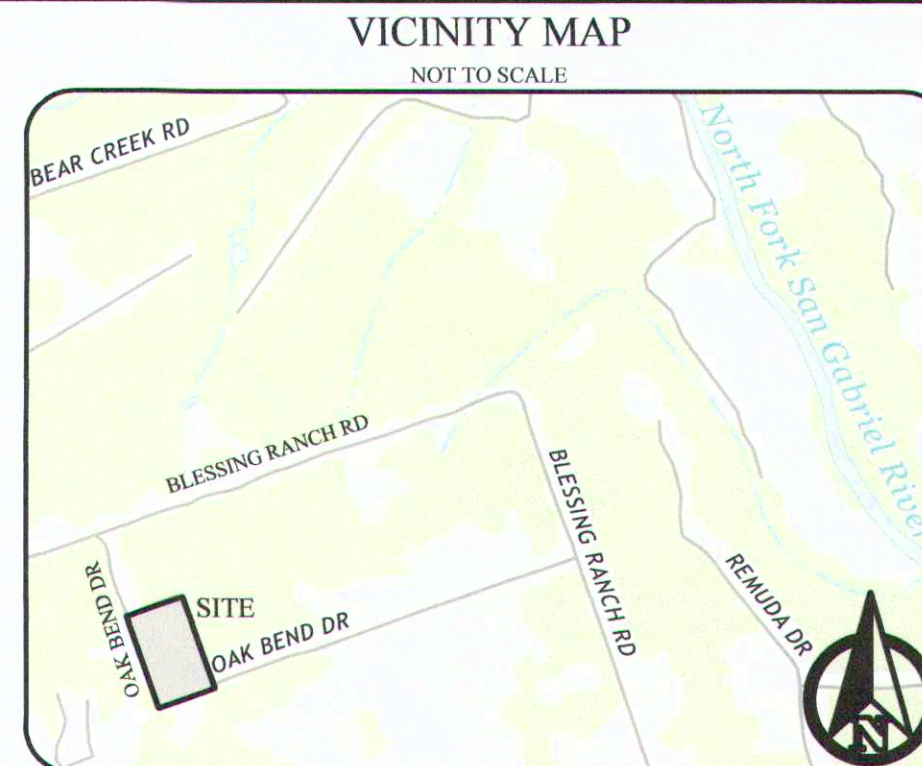 VICINITY MAP
NOT TO SCALE
BEAR CREEK RD
North Fork San Gabriel River
BLESSING RANCH RD
BLESSING RANCH RD
REMUDA DR
OAK BEND DR
SITE
OAK BEND DR
N